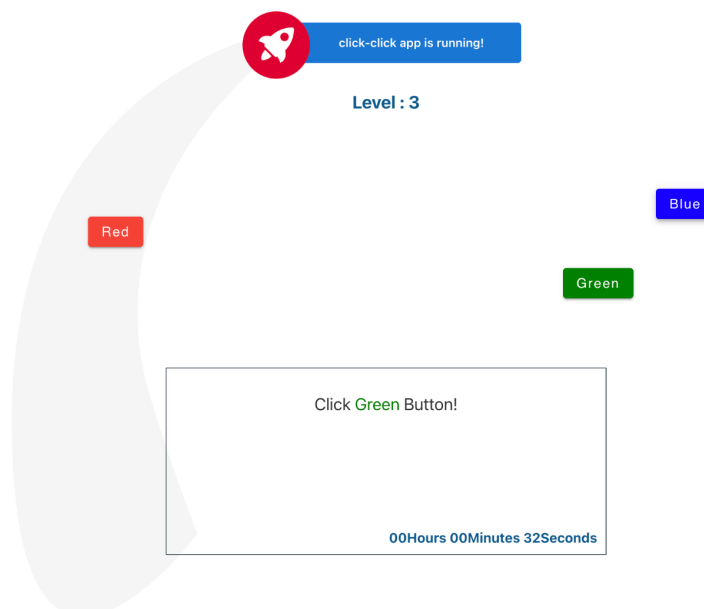 click-click app is running!
Level : 3
Blue
Red
Green
Click Green Button!
00Hours 00Minutes 32Seconds